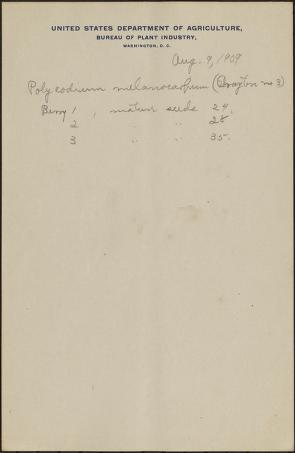 UNITED STATES DEPARTMENT OF AGRICULTURE,
BUREAU OF PLANT INDUSTRY,
WASHINGTON, D. C.
Aug. 9, 1909
Polycodium melanocarpum (Drayton no 3)
Berry 1, mature seeds 24,
2 " " 28
3 " " 35.